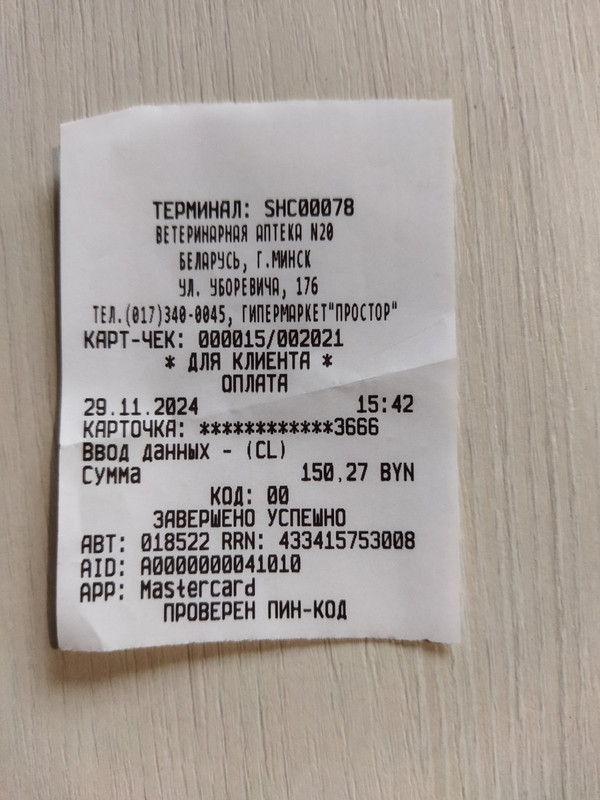 ТЕРМИНАЛ: SHC00078
ВЕТЕРИНАРНАЯ АПТЕКА N20
БЕЛАРУСЬ, Г.МИНСК
УЛ. УБОРЕВИЧА, 176
ТЕЛ.(017)340-0045, ГИПЕРМАРКЕТ"ПРОСТОР"
КАРТ-ЧЕК: 000015/002021
* ДЛЯ КЛИЕНТА *
ОПЛАТА
29.11.2024 15:42
КАРТОЧКА: ************3666
Ввод данных - (CL)
Сумма 150,27 BYN
КОД: 00
ЗАВЕРШЕНО УСПЕШНО
АВТ: 018522 RRN: 433415753008
AID: A0000000041010
APP: Mastercard
ПРОВЕРЕН ПИН-КОД